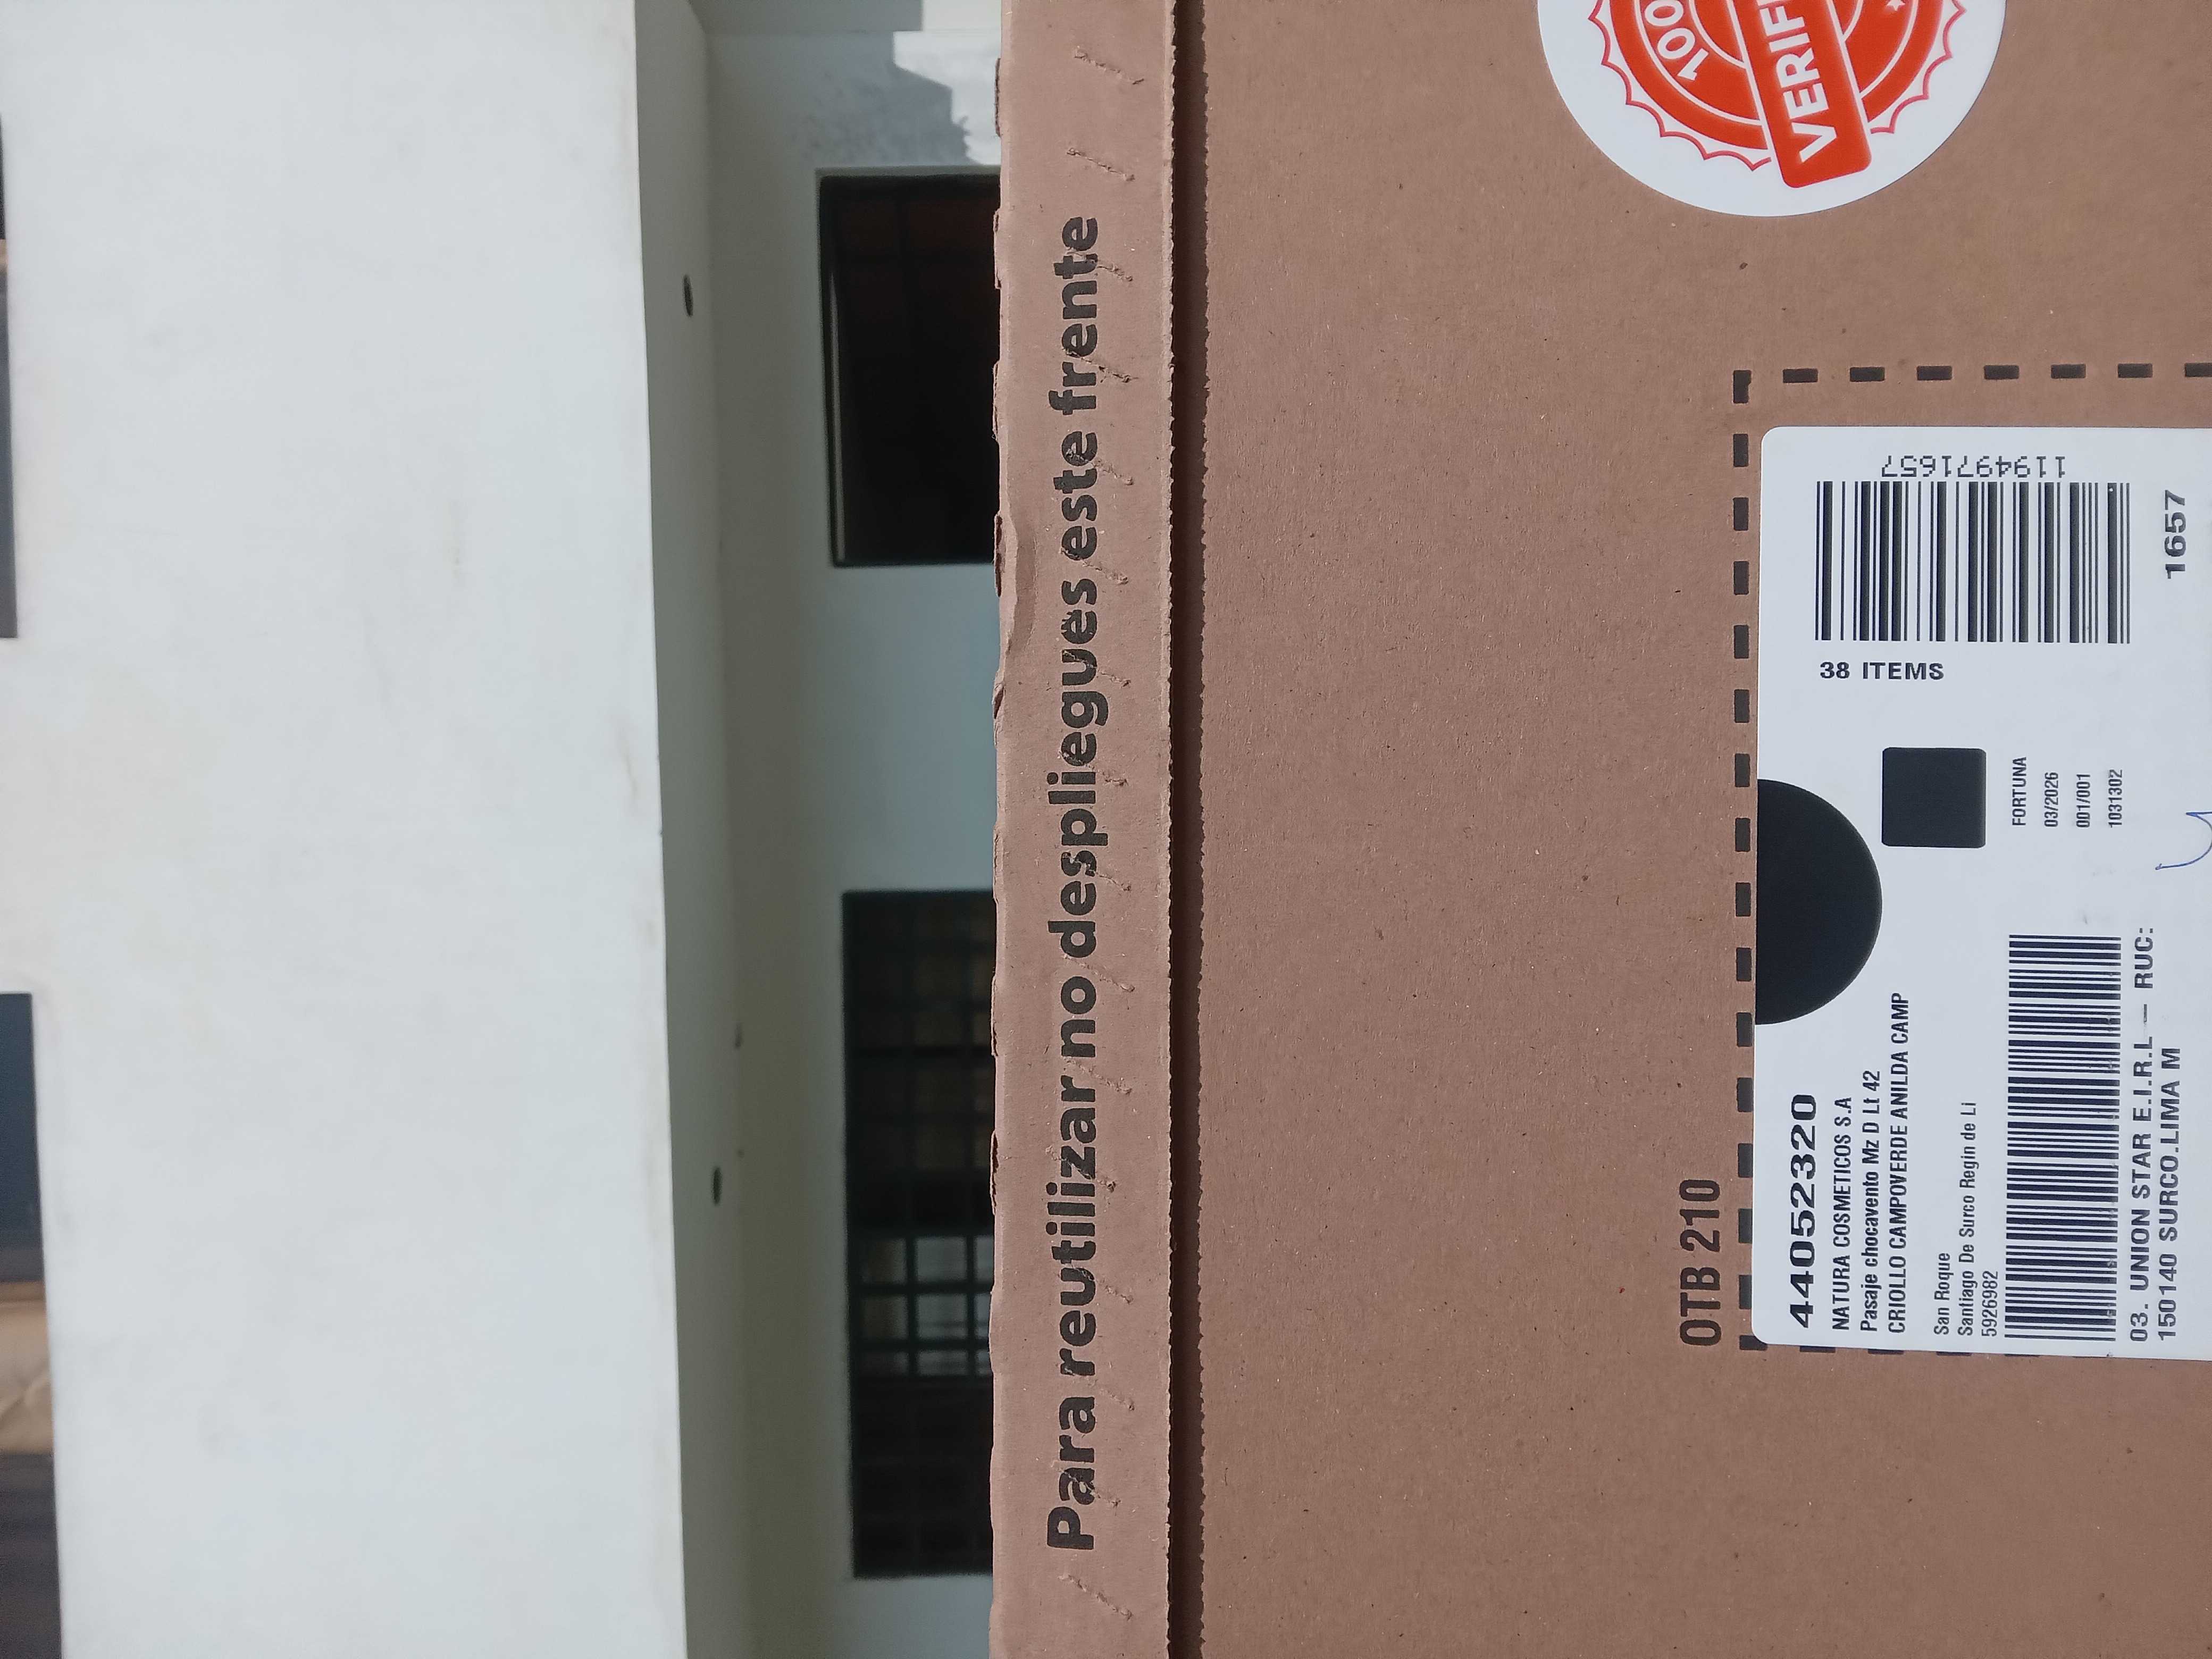 Para reutilizar no despliegues este frente
100
OTB 210
44052320
NATURA COSMETICOS S.A
Pasaje chocavento Mz D Lt 42
CRIOLLO CAMPOVERDE ANILDA CAMP
San Roque
Santiago De Surco Regin de Li
5926982
03. UNION STAR E.I.R.L – RUC:
150140 SURCO.LIMA M
FORTUNA
03/2026
001/001
1031302
38 ITEMS
1194971657
1657